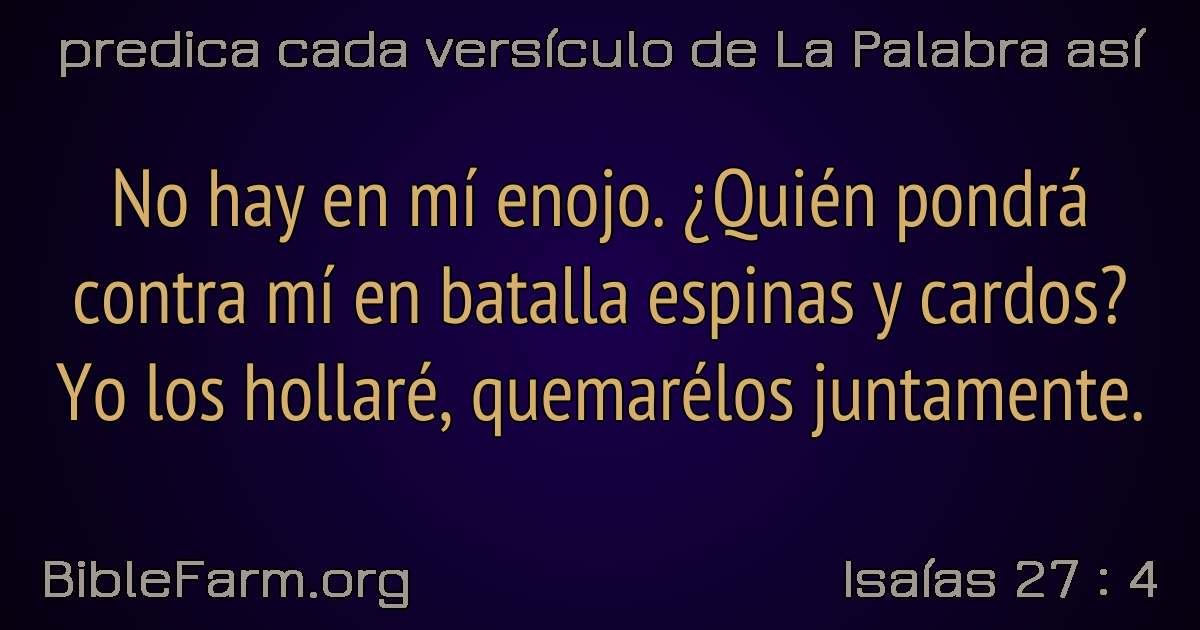 predica cada versículo de La Palabra así
No hay en mí enojo. ¿Quién pondrá
contra mí en batalla espinas y cardos?
Yo los hollaré, quemarélos juntamente.
BibleFarm.org
Isaías 27 : 4